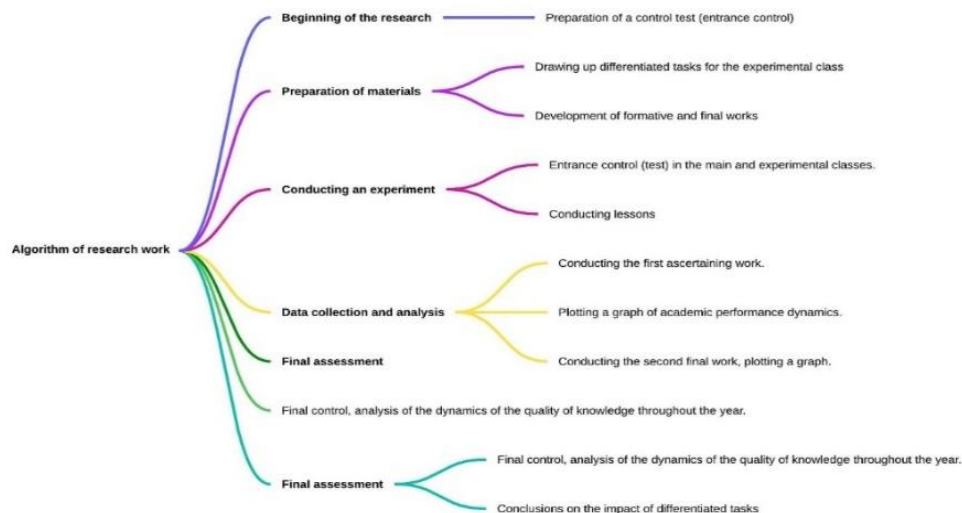 Beginning of the research
Preparation of a control test (entrance control)
Preparation of materials
Drawing up differentiated tasks for the experimental class
Development of formative and final works
Conducting an experiment
Entrance control (test) in the main and experimental classes.
Conducting lessons
Algorithm of research work
Data collection and analysis
Conducting the first ascertaining work.
Plotting a graph of academic performance dynamics.
Conducting the second final work, plotting a graph.
Final assessment
Final control, analysis of the dynamics of the quality of knowledge throughout the year.
Final assessment
Final control, analysis of the dynamics of the quality of knowledge throughout the year.
Conclusions on the impact of differentiated tasks